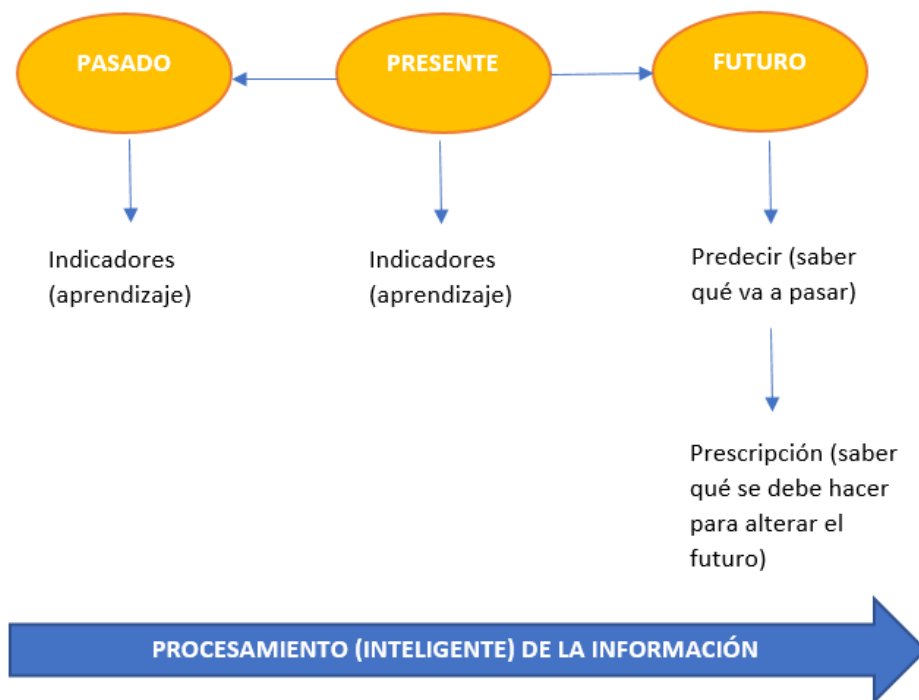 PASADO
PRESENTE
FUTURO
Indicadores
(aprendizaje)
Indicadores
(aprendizaje)
Predecir (saber
qué va a pasar)
Prescripción (saber
qué se debe hacer
para alterar el
futuro)
PROCESAMIENTO (INTELIGENTE) DE LA INFORMACIÓN